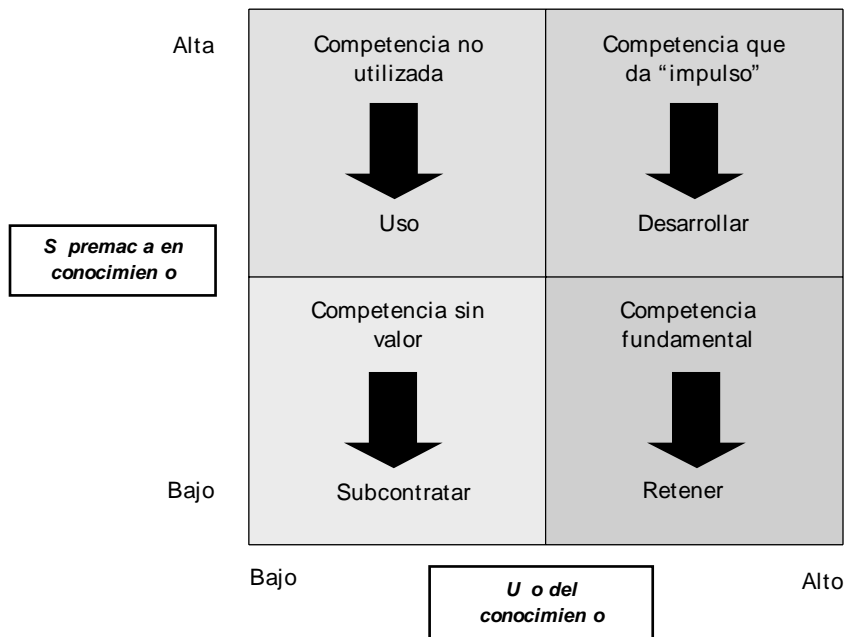 Alta
Competencia no
utilizada
Competencia que
da “impulso”
Uso
Desarrollar
S premac a en
conocimien o
Competencia sin
valor
Competencia
fundamental
Bajo
Subcontratar
Retener
Bajo
Alto
U o del
conocimien o